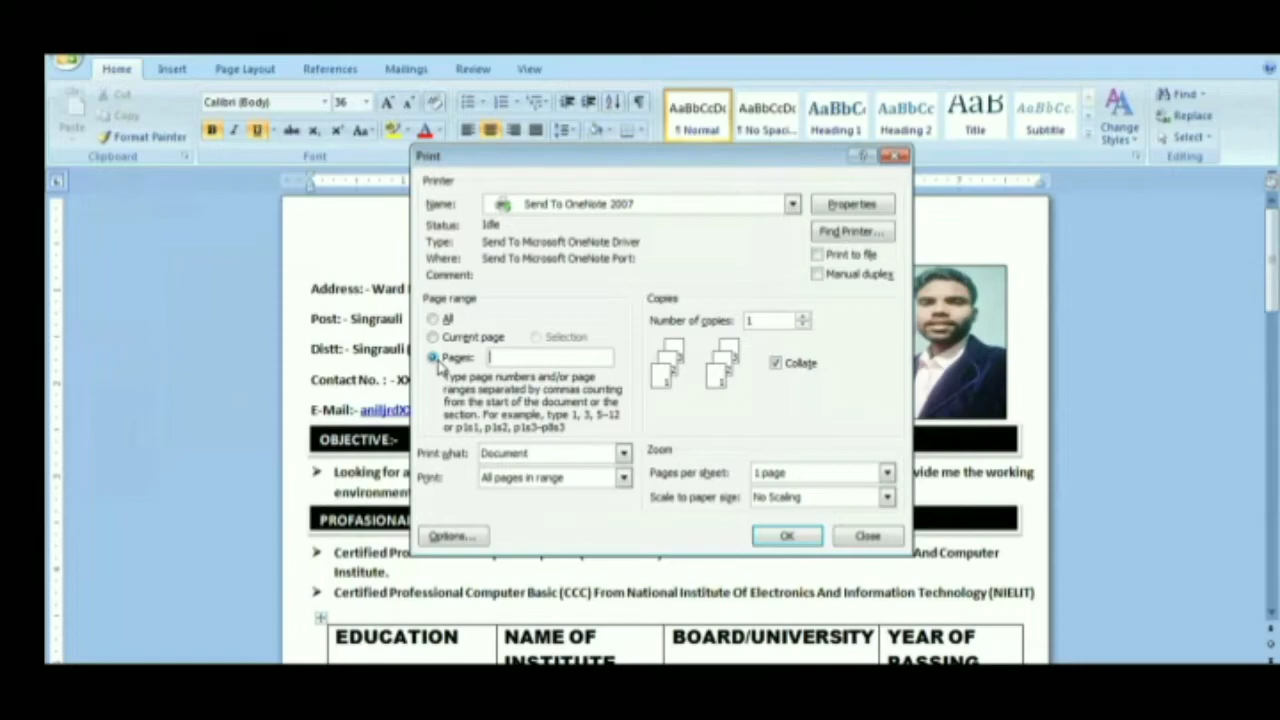 Home Insert Page Layout References Mailings Review View
Cut
Copy
Paste
Format Painter
Clipboard
Calibri (Body) 36
Font
AaBbCcDc AaBbCcDc AaBbC AaBbCc AaB AaBbCc.
¶ Normal ¶ No Spaci... Heading 1 Heading 2 Title Subtitle
Change
Styles
Find
Replace
Select
Editing
Print
Printer
Name: Send To OneNote 2007 Properties
Status: Idle
Find Printer...
Type: Send To Microsoft OneNote Driver
Where: Send To Microsoft OneNote Port:
Comment:
Print to file
Manual duplex
Page range
All
Current page Selection
Pages:
Type page numbers and/or page
ranges separated by commas counting
from the start of the document or the
section. For example, type 1, 3, 5–12
or p1s1, p1s2, p1s3–p8s3
Copies
Number of copies: 1
Collate
Print what: Document
Print: All pages in range
Zoom
Pages per sheet: 1 page
Scale to paper size: No Scaling
Options... OK Close
Address: - Ward
Post: - Singrauli
Distt: - Singrauli
Contact No. : - XX
E-Mail:-
OBJECTIVE:-
Looking for a vide me the working
environment
PROFASIONAL
Certified Pro And Computer
Institute.
Certified Professional Computer Basic (CCC) From National Institute Of Electronics And Information Technology (NIELIT)
EDUCATION NAME OF BOARD/UNIVERSITY YEAR OF
INSTITUTE PASSING